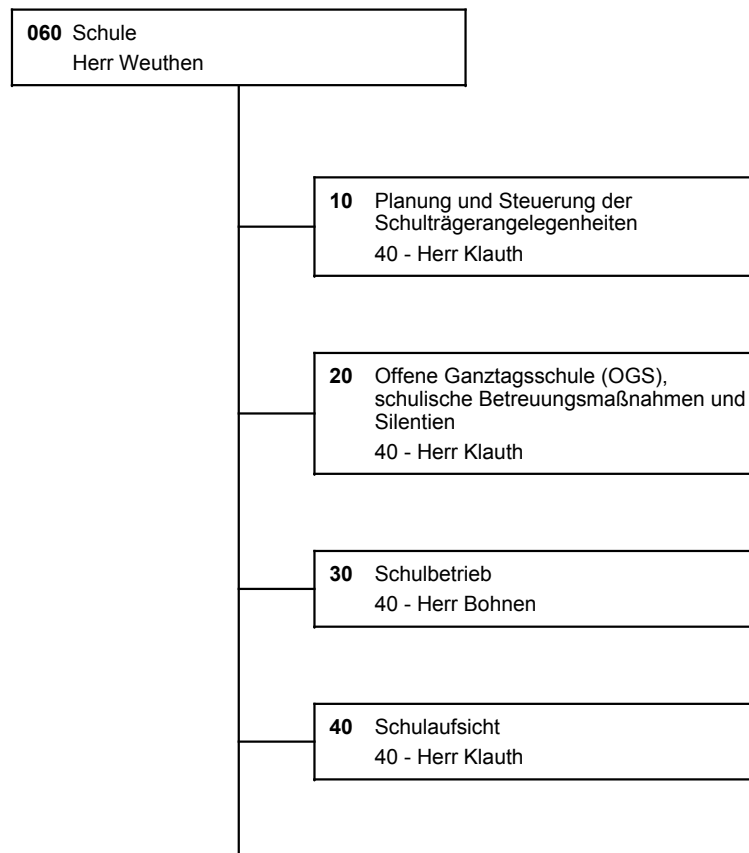 060 Schule
Herr Weuthen
10 Planung und Steuerung der
Schulträgerangelegenheiten
40 - Herr Klauth
20 Offene Ganztagsschule (OGS),
schulische Betreuungsmaßnahmen und
Silentien
40 - Herr Klauth
30 Schulbetrieb
40 - Herr Bohnen
40 Schulaufsicht
40 - Herr Klauth